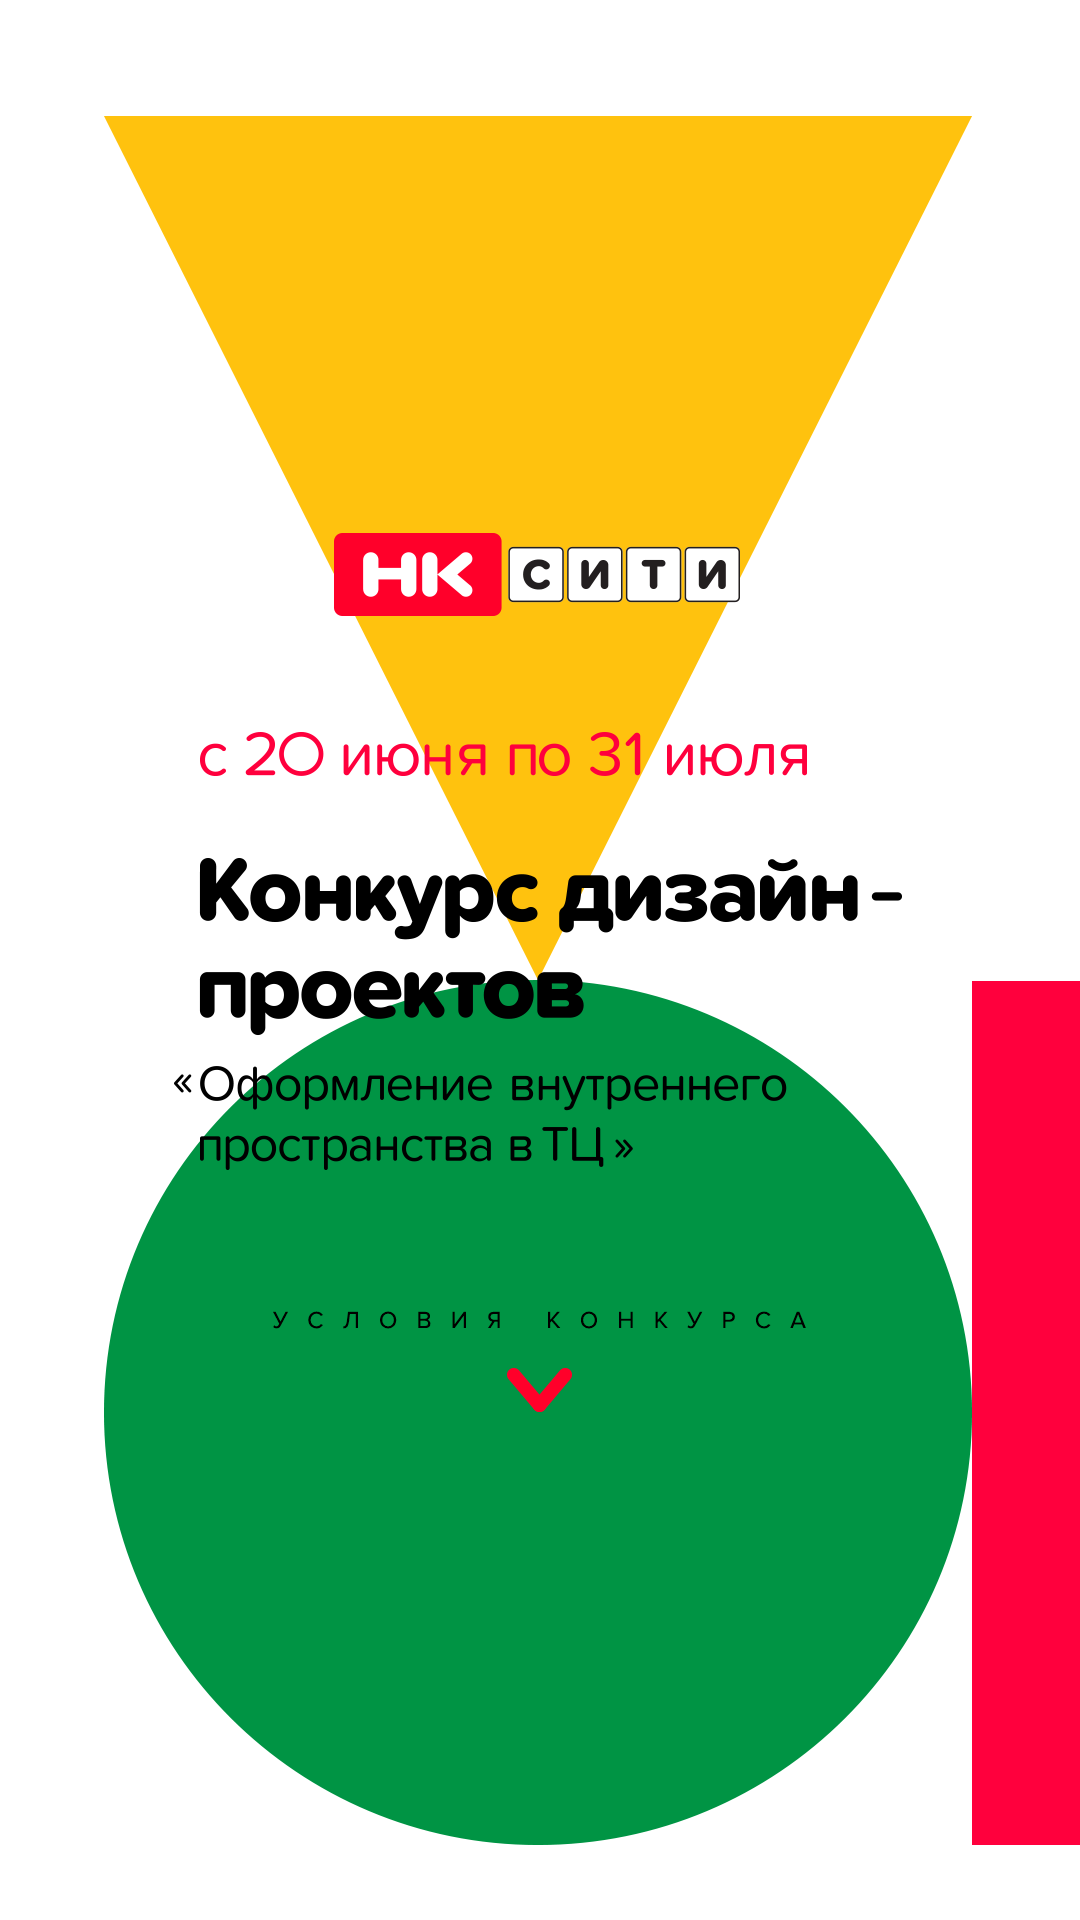 НК СИТИ
с 20 июня по 31 июля
Конкурс дизайн-
проектов
«Оформление внутреннего
пространства в ТЦ»
УСЛОВИЯ КОНКУРСА